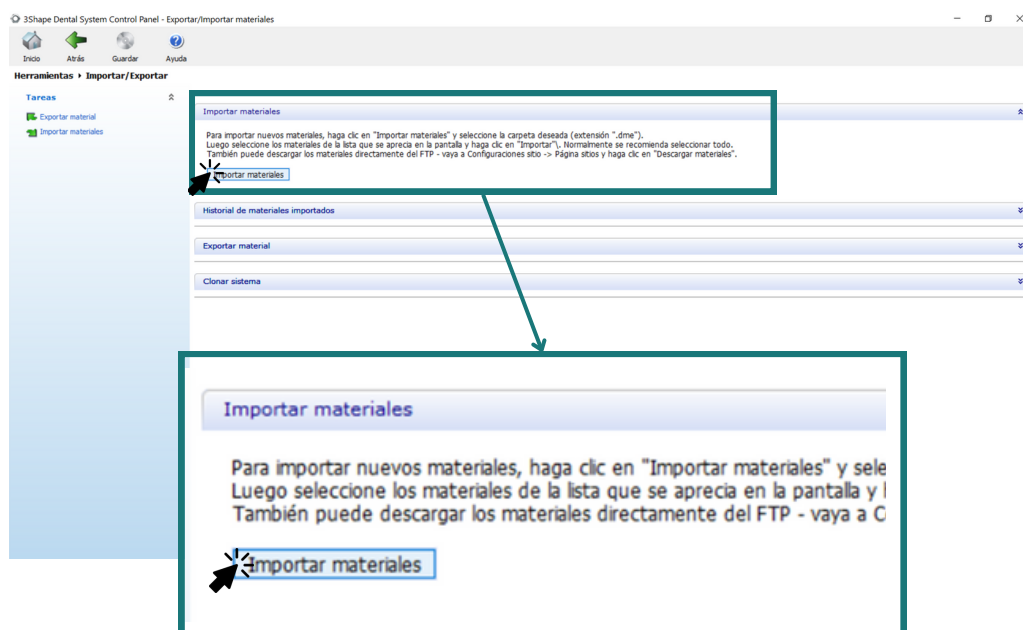 3Shape Dental System Control Panel - Exportar/Importar materiales
Inicio Atrás Guardar Ayuda
Herramientas Importar/Exportar
Tareas
Exportar material
Importar materiales
Importar materiales
Para importar nuevos materiales, haga clic en "Importar materiales" y seleccione la carpeta deseada (extensión ".dme").
Luego seleccione los materiales de la lista que se aprecia en la pantalla y haga clic en "Importar"\. Normalmente se recomienda seleccionar todo.
También puede descargar los materiales directamente del FTP - vaya a Configuraciones sitio -> Página sitios y haga clic en "Descargar materiales".
Importar materiales
Historial de materiales importados
Exportar material
Clonar sistema
Importar materiales
Para importar nuevos materiales, haga clic en "Importar materiales" y sele
Luego seleccione los materiales de la lista que se aprecia en la pantalla y
También puede descargar los materiales directamente del FTP - vaya a C
Importar materiales